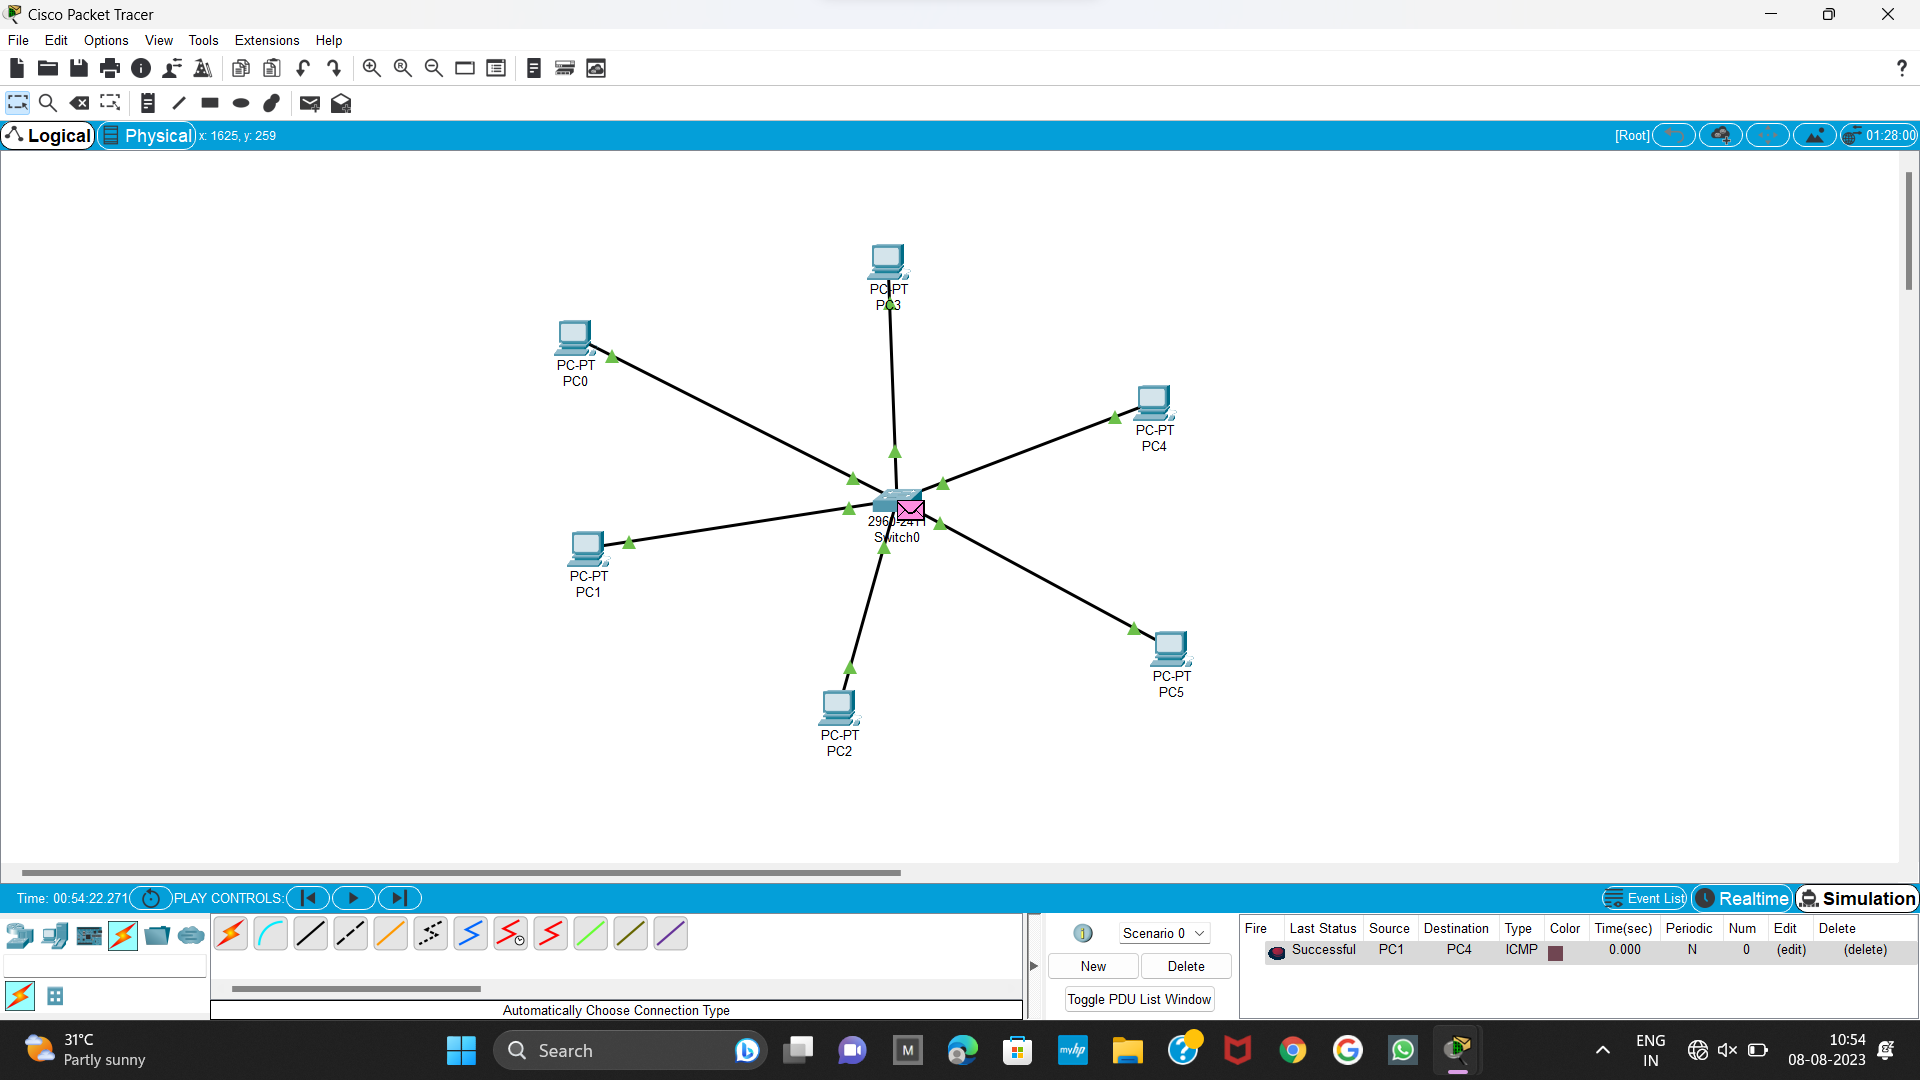 Cisco Packet Tracer
File Edit Options View Tools Extensions Help
?
Logical Physical x: 1625, y: 259 [Root] 01:28:00
PC-PT
PC3
PC-PT
PC0
PC-PT
PC4
2960-24TT
Switch0
PC-PT
PC1
PC-PT
PC5
PC-PT
PC2
Time: 00:54:22.271 PLAY CONTROLS: Event List Realtime Simulation
Scenario 0
New Delete
Toggle PDU List Window
Fire Last Status Source Destination Type Color Time(sec) Periodic Num Edit Delete
Successful PC1 PC4 ICMP 0.000 N 0 (edit) (delete)
Automatically Choose Connection Type
31°C
Partly sunny
Search
M
myhp
ENG
IN
10:54
08-08-2023